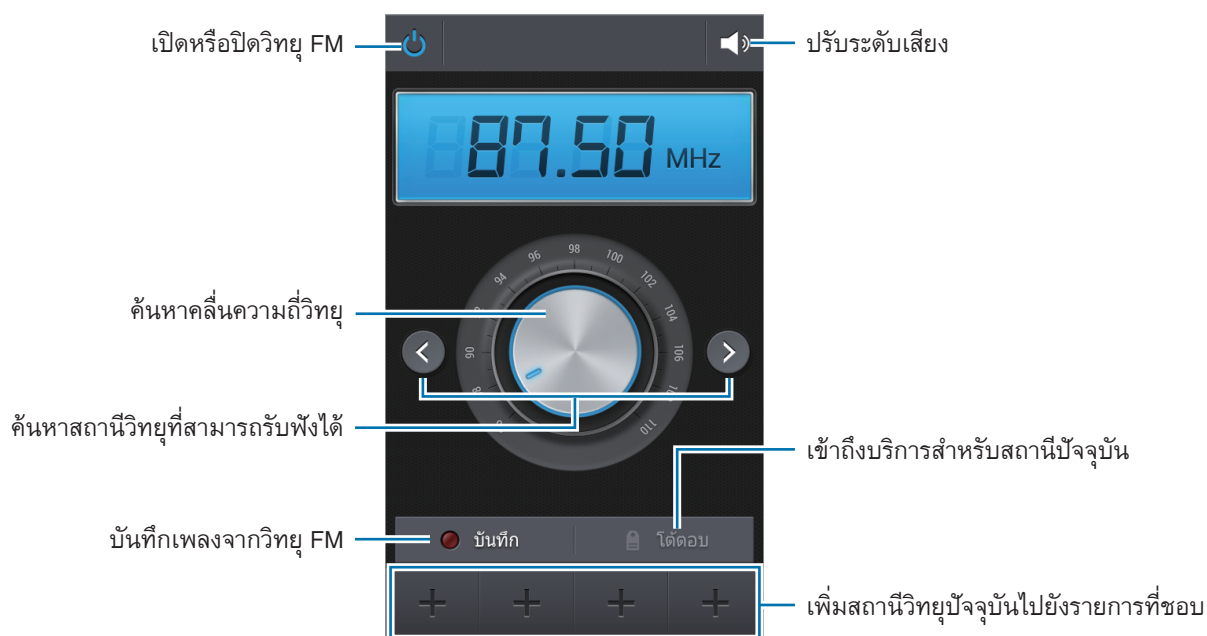 เปิดหรือปิดวิทยุ FM
ปรับระดับเสียง
87.50 MHz
94
96
98
100
102
104
106
110
90
ค้นหาคลื่นความถี่วิทยุ
ค้นหาสถานีวิทยุที่สามารถรับฟังได้
เข้าถึงบริการสำหรับสถานีปัจจุบัน
บันทึกเพลงจากวิทยุ FM
บันทึก
โต้ตอบ
เพิ่มสถานีวิทยุปัจจุบันไปยังรายการที่ชอบ